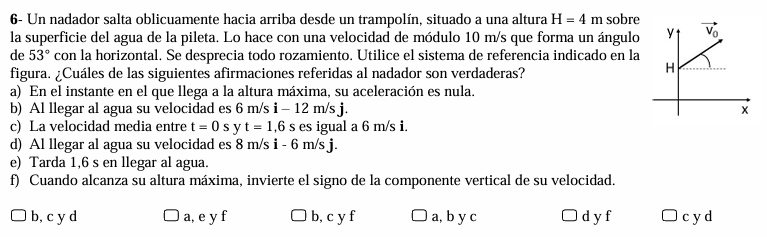 6- Un nadador salta oblicuamente hacia arriba desde un trampolín, situado a una altura H = 4 m sobre
la superficie del agua de la pileta. Lo hace con una velocidad de módulo 10 m/s que forma un ángulo
de 53° con la horizontal. Se desprecia todo rozamiento. Utilice el sistema de referencia indicado en la
figura. ¿Cuáles de las siguientes afirmaciones referidas al nadador son verdaderas?
a) En el instante en el que llega a la altura máxima, su aceleración es nula.
b) Al llegar al agua su velocidad es 6 m/s i – 12 m/s j.
c) La velocidad media entre t = 0 s y t = 1,6 s es igual a 6 m/s i.
d) Al llegar al agua su velocidad es 8 m/s i - 6 m/s j.
e) Tarda 1,6 s en llegar al agua.
f) Cuando alcanza su altura máxima, invierte el signo de la componente vertical de su velocidad.
y v₀
H
x
b, c y d a, e y f b, c y f a, b y c d y f c y d